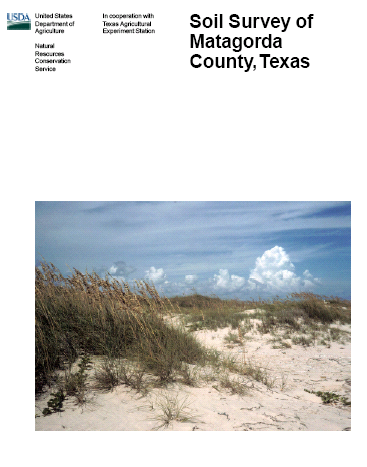 USDA
United States
Department of
Agriculture
Natural
Resources
Conservation
Service
In cooperation with
Texas Agricultural
Experiment Station
Soil Survey of
Matagorda
County, Texas